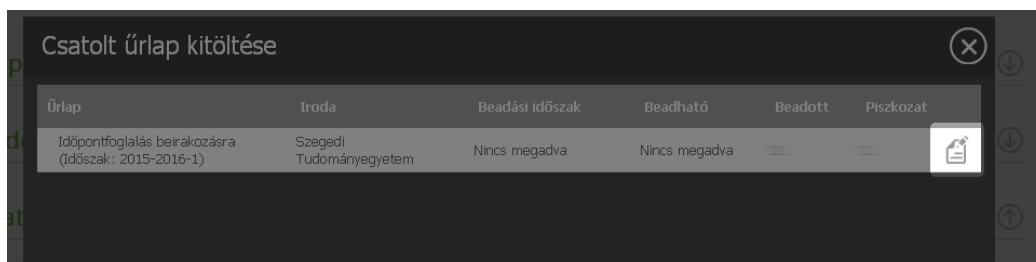 Csatolt űrlap kitöltése
Űrlap Iroda Beadási időszak Beadható Beadott Piszkozat
Időpontfoglalás beirakozásra Szegedi Nincs megadva Nincs megadva
(Időszak: 2015-2016-1) Tudományegyetem